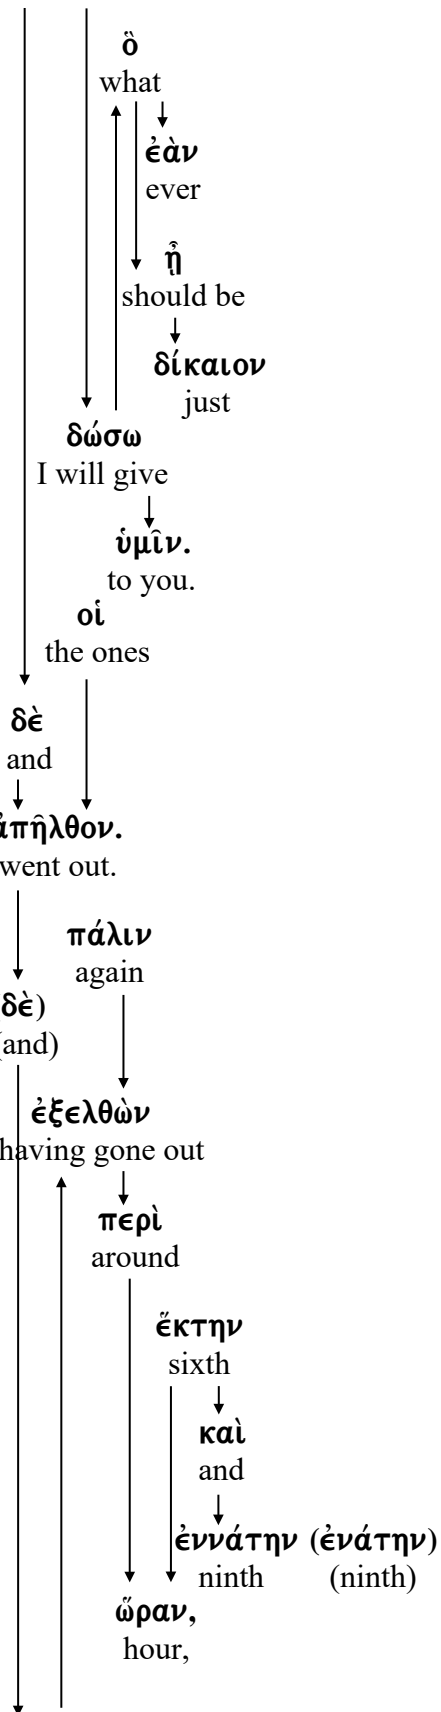 ὃ
what
ἐὰν
ever
ᾖ
should be
δίκαιον
just
δώσω
I will give
ὑμῖν.
to you.
οἱ
the ones
δὲ
and
ἀπῆλθον.
went out.
πάλιν
again
δὲ)
(and)
ἐξελθὼν
having gone out
περὶ
around
ἕκτην
sixth
καὶ
and
ἐννάτην (ἐνάτην)
ninth (ninth)
ὥραν,
hour,